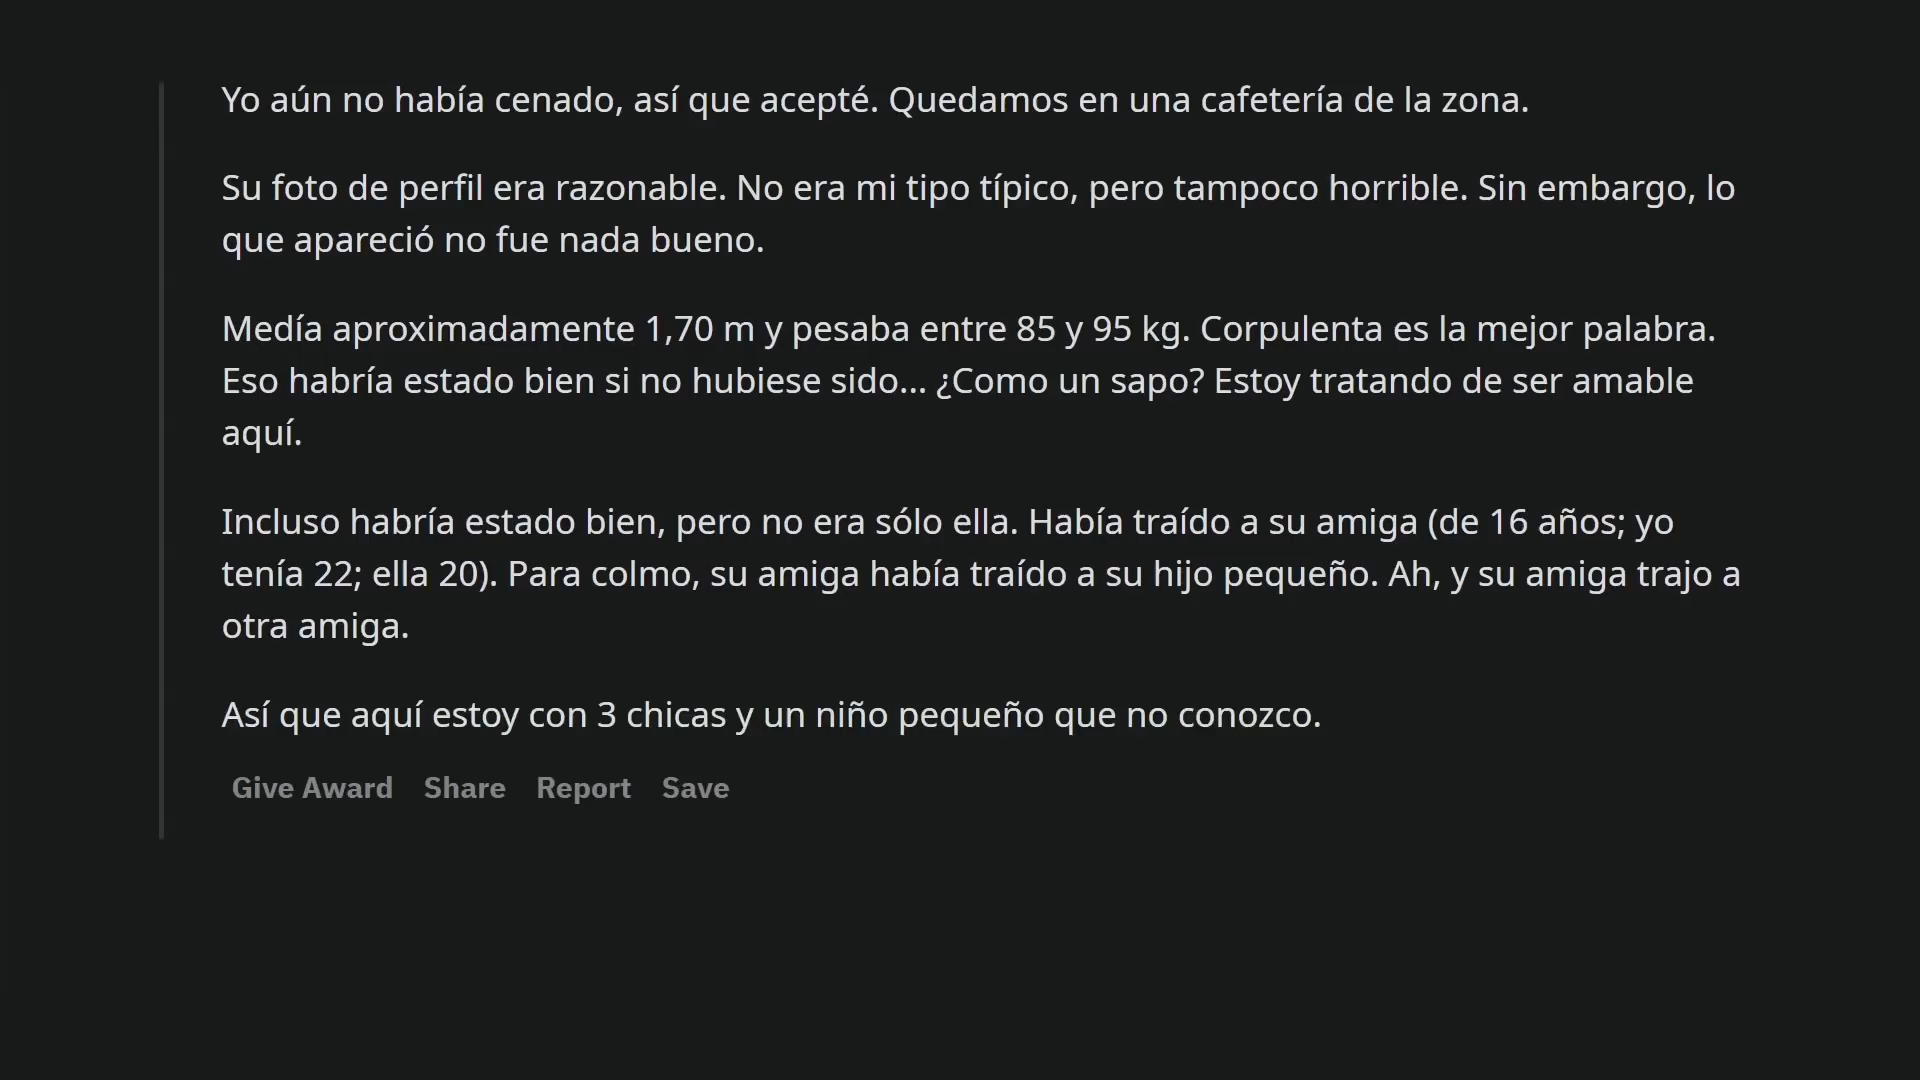 Yo aún no había cenado, así que acepté. Quedamos en una cafetería de la zona.
Su foto de perfil era razonable. No era mi tipo típico, pero tampoco horrible. Sin embargo, lo
que apareció no fue nada bueno.
Medía aproximadamente 1,70 m y pesaba entre 85 y 95 kg. Corpulenta es la mejor palabra.
Eso habría estado bien si no hubiese sido... ¿Como un sapo? Estoy tratando de ser amable
aquí.
Incluso habría estado bien, pero no era sólo ella. Había traído a su amiga (de 16 años; yo
tenía 22; ella 20). Para colmo, su amiga había traído a su hijo pequeño. Ah, y su amiga trajo a
otra amiga.
Así que aquí estoy con 3 chicas y un niño pequeño que no conozco.
Give Award Share Report Save